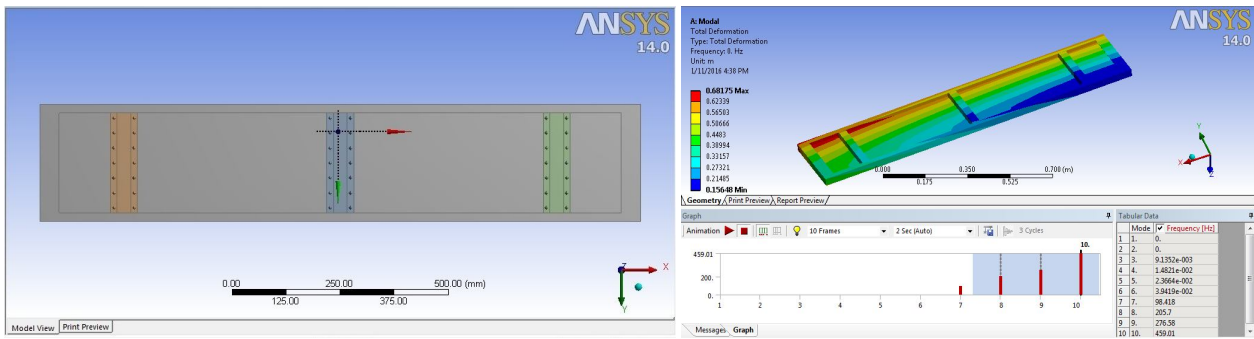 ANSYS
14.0
0.00
250.00
500.00 (mm)
125.00
375.00
X
Y
Z
Model View
Print Preview
ANSYS
14.0
A: Modal
Total Deformation
Type: Total Deformation
Frequency: 0. Hz
Unit: m
1/11/2016 4:38 PM
0.68175 Max
0.62339
0.56503
0.50666
0.4483
0.38994
0.33157
0.27321
0.21485
0.15648 Min
0.000
0.350
0.700 (m)
0.175
0.525
Y
X
Z
Geometry
Print Preview
Report Preview
Graph
Animation
10 Frames
2 Sec (Auto)
3 Cycles
10.
459.01
200.
0.
1 2 3 4 5 6 7 8 9 10
Messages
Graph
Tabular Data
Mode Frequency [Hz]
1 1. 0.
2 2. 0.
3 3. 9.1352e-003
4 4. 1.4821e-002
5 5. 2.3664e-002
6 6. 3.9419e-002
7 7. 98.418
8 8. 205.7
9 9. 276.58
10 10. 459.01